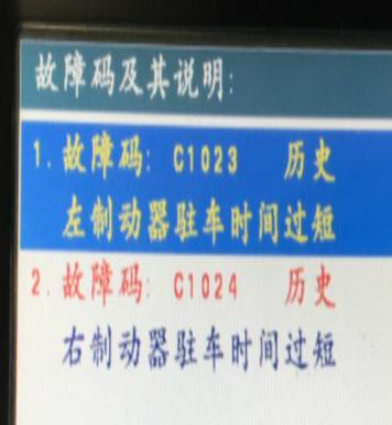 故障码及其说明:
1.故障码: C1023 历史
左制动器驻车时间过短
2.故障码: C1024 历史
右制动器驻车时间过短